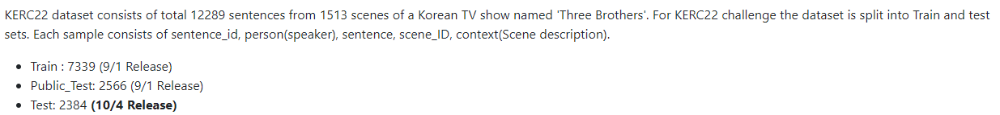 KERC22 dataset consists of total 12289 sentences from 1513 scenes of a Korean TV show named 'Three Brothers'. For KERC22 challenge the dataset is split into Train and test
sets. Each sample consists of sentence_id, person(speaker), sentence, scene_ID, context(Scene description).
• Train : 7339 (9/1 Release)
• Public_Test: 2566 (9/1 Release)
• Test: 2384 (10/4 Release)